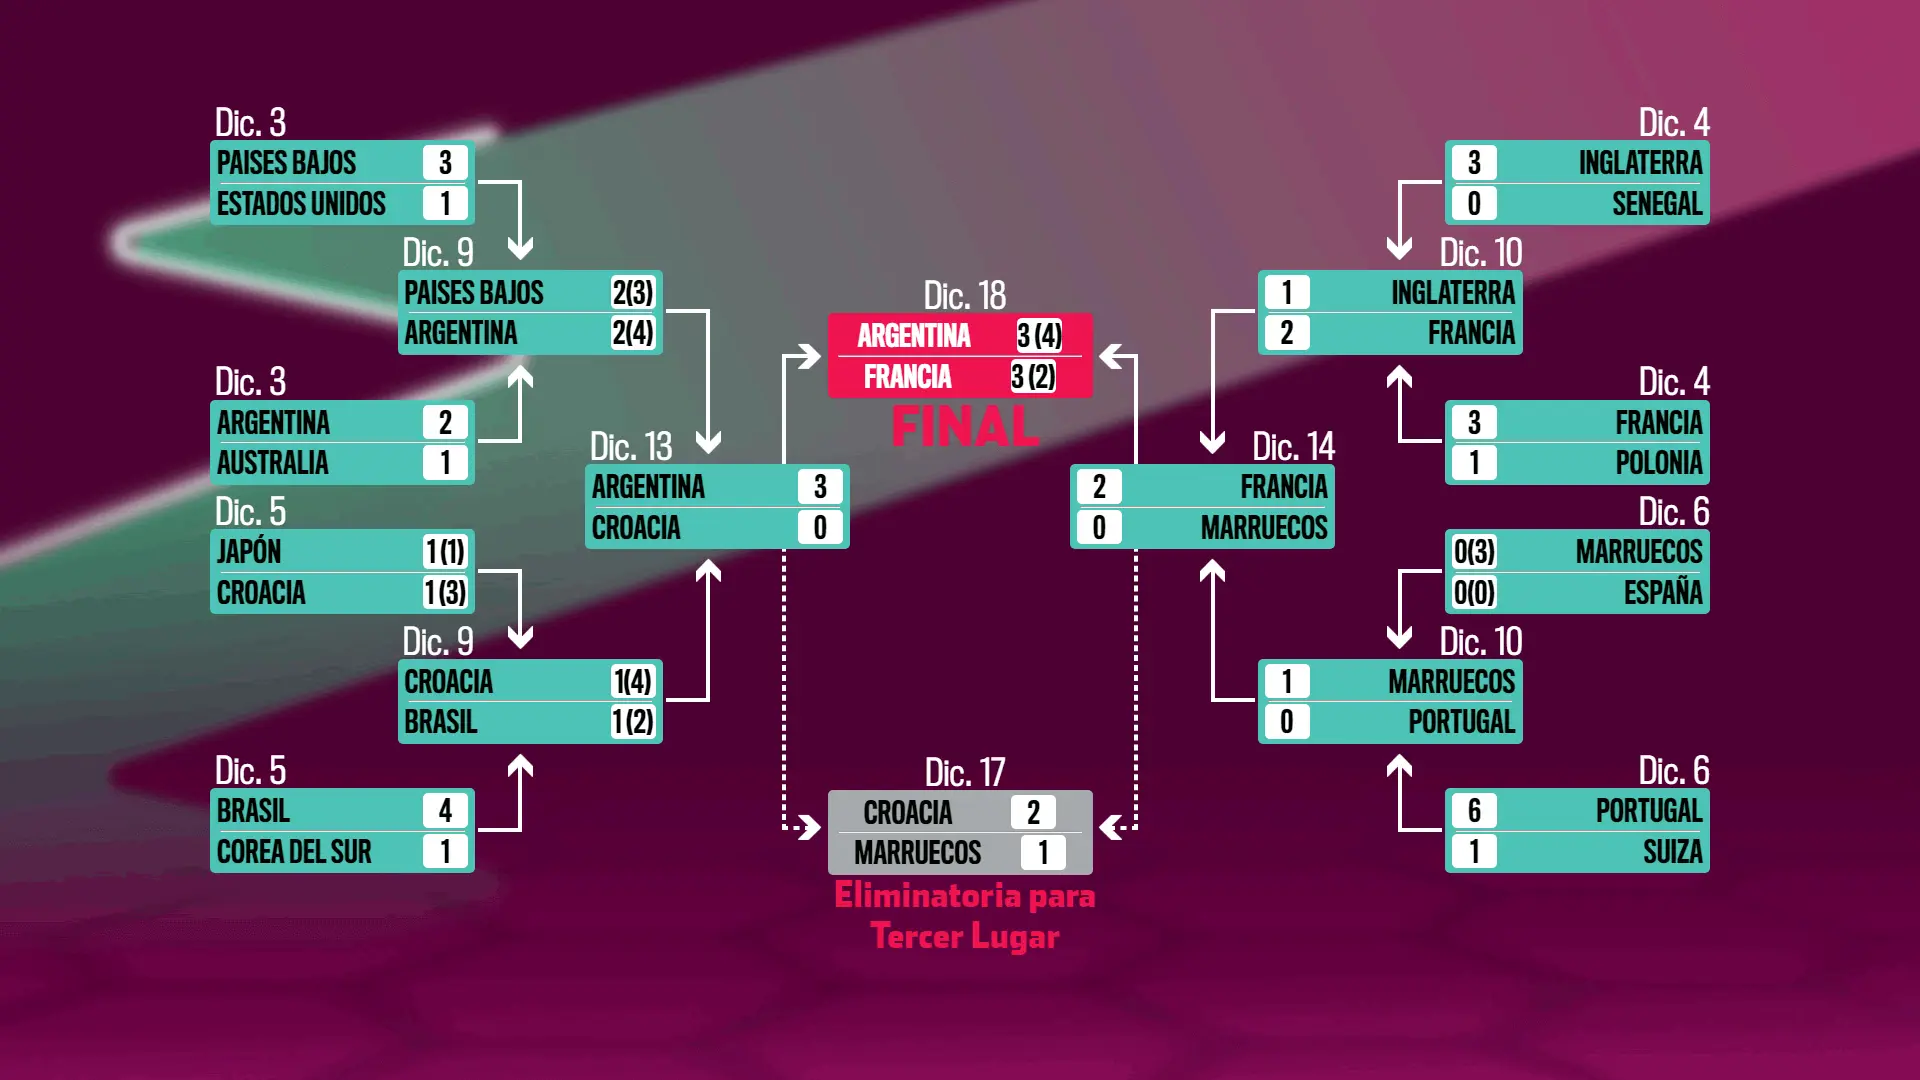 Dic. 3
PAISES BAJOS 3
ESTADOS UNIDOS 1
Dic. 9
PAISES BAJOS 2(3)
ARGENTINA 2(4)
Dic. 3
ARGENTINA 2
AUSTRALIA 1
Dic. 13
ARGENTINA 3
CROACIA 0
Dic. 5
JAPÓN 1(1)
CROACIA 1(3)
Dic. 9
CROACIA 1(4)
BRASIL 1(2)
Dic. 5
BRASIL 4
COREA DEL SUR 1
Dic. 18
ARGENTINA 3(4)
FRANCIA 3(2)
FINAL
Dic. 17
CROACIA 2
MARRUECOS 1
Eliminatoria para
Tercer Lugar
Dic. 4
3 INGLATERRA
0 SENEGAL
Dic. 10
1 INGLATERRA
2 FRANCIA
Dic. 4
3 FRANCIA
1 POLONIA
Dic. 14
2 FRANCIA
0 MARRUECOS
Dic. 6
0(3) MARRUECOS
0(0) ESPAÑA
Dic. 10
1 MARRUECOS
0 PORTUGAL
Dic. 6
6 PORTUGAL
1 SUIZA